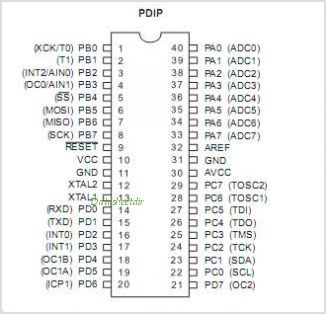 PDIP
(XCK/T0) PB0 1 40 PA0 (ADC0)
(T1) PB1 2 39 PA1 (ADC1)
(INT2/AIN0) PB2 3 38 PA2 (ADC2)
(OC0/AIN1) PB3 4 37 PA3 (ADC3)
(SS) PB4 5 36 PA4 (ADC4)
(MOSI) PB5 6 35 PA5 (ADC5)
(MISO) PB6 7 34 PA6 (ADC6)
(SCK) PB7 8 33 PA7 (ADC7)
RESET 9 32 AREF
VCC 10 31 GND
GND 11 30 AVCC
XTAL2 12 29 PC7 (TOSC2)
XTAL1 13 28 PC6 (TOSC1)
(RXD) PD0 14 27 PC5 (TDI)
(TXD) PD1 15 26 PC4 (TDO)
(INT0) PD2 16 25 PC3 (TMS)
(INT1) PD3 17 24 PC2 (TCK)
(OC1B) PD4 18 23 PC1 (SDA)
(OC1A) PD5 19 22 PC0 (SCL)
(ICP1) PD6 20 21 PD7 (OC2)